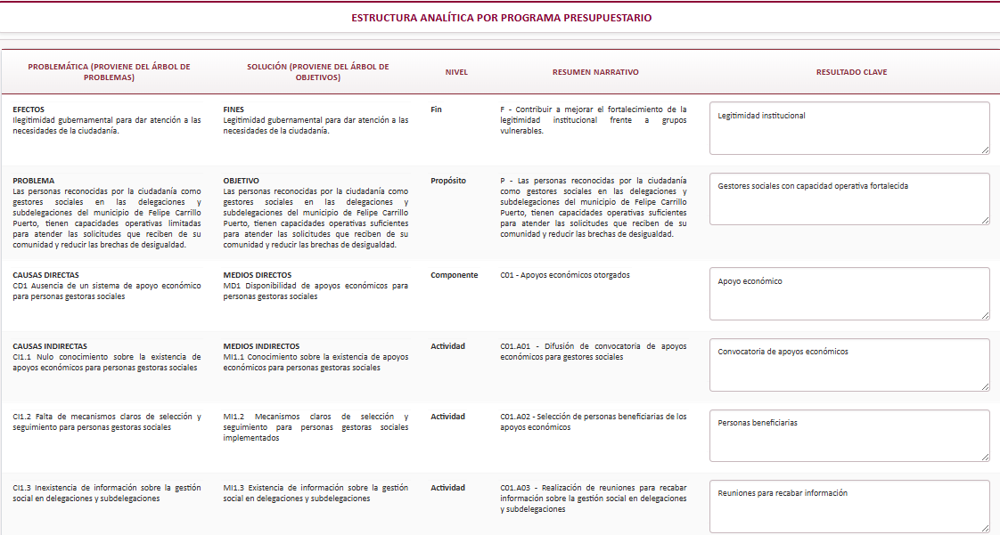 ESTRUCTURA ANALÍTICA POR PROGRAMA PRESUPUESTARIO
PROBLEMÁTICA (PROVIENE DEL ÁRBOL DE
PROBLEMAS)
SOLUCIÓN (PROVIENE DEL ÁRBOL DE
OBJETIVOS)
NIVEL
RESUMEN NARRATIVO
RESULTADO CLAVE
EFECTOS
Ilegitimidad gubernamental para dar atención a las
necesidades de la ciudadanía.
FINES
Legitimidad gubernamental para dar atención a las
necesidades de la ciudadanía.
Fin
F - Contribuir a mejorar el fortalecimiento de la
legitimidad institucional frente a grupos
vulnerables.
Legitimidad institucional
PROBLEMA
Las personas reconocidas por la ciudadanía como
gestores sociales en las delegaciones y
subdelegaciones del municipio de Felipe Carrillo
Puerto, tienen capacidades operativas limitadas
para atender las solicitudes que reciben de su
comunidad y reducir las brechas de desigualdad.
OBJETIVO
Las personas reconocidas por la ciudadanía como
gestores sociales en las delegaciones y
subdelegaciones del municipio de Felipe Carrillo
Puerto, tienen capacidades operativas suficientes
para atender las solicitudes que reciben de su
comunidad y reducir las brechas de desigualdad.
Propósito
P - Las personas reconocidas por la ciudadanía
como gestores sociales en las delegaciones y
subdelegaciones del municipio de Felipe Carrillo
Puerto, tienen capacidades operativas suficientes
para atender las solicitudes que reciben de su
comunidad y reducir las brechas de desigualdad.
Gestores sociales con capacidad operativa fortalecida
CAUSAS DIRECTAS
CD1 Ausencia de un sistema de apoyo económico
para personas gestoras sociales
MEDIOS DIRECTOS
MD1 Disponibilidad de apoyos económicos para
personas gestoras sociales
Componente
C01 - Apoyos económicos otorgados
Apoyo económico
CAUSAS INDIRECTAS
CI1.1 Nulo conocimiento sobre la existencia de
apoyos económicos para personas gestoras sociales
MEDIOS INDIRECTOS
MI1.1 Conocimiento sobre la existencia de apoyos
económicos para personas gestoras sociales
Actividad
C01.A01 - Difusión de convocatoria de apoyos
económicos para gestores sociales
Convocatoria de apoyos económicos
CI1.2 Falta de mecanismos claros de selección y
seguimiento para personas gestoras sociales
MI1.2 Mecanismos claros de selección y
seguimiento para personas gestoras sociales
implementados
Actividad
C01.A02 - Selección de personas beneficiarias de los
apoyos económicos
Personas beneficiarias
CI1.3 Inexistencia de información sobre la gestión
social en delegaciones y subdelegaciones
MI1.3 Existencia de información sobre la gestión
social en delegaciones y subdelegaciones
Actividad
C01.A03 - Realización de reuniones para recabar
información sobre la gestión social en delegaciones
y subdelegaciones
Reuniones para recabar información